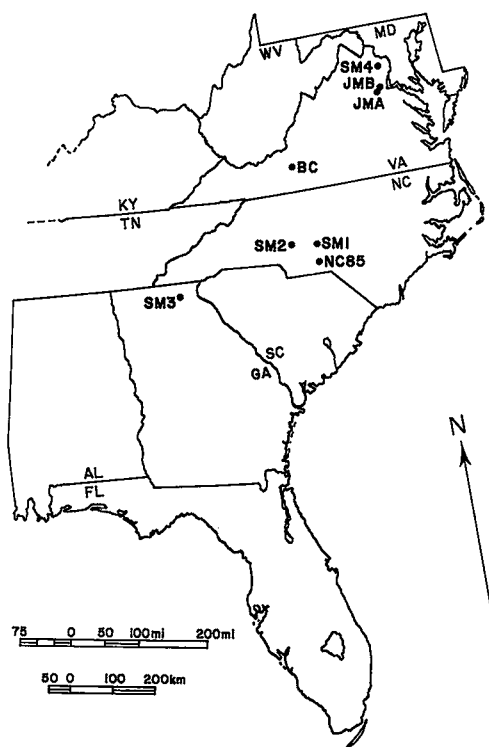 MD
WV
SM4
JMB
JMA
BC
VA
NC
KY
TN
SM2 SM1
NC85
SM3
SC
GA
N
AL
FL
75 0 50 100mi 200mi
50 0 100 200km